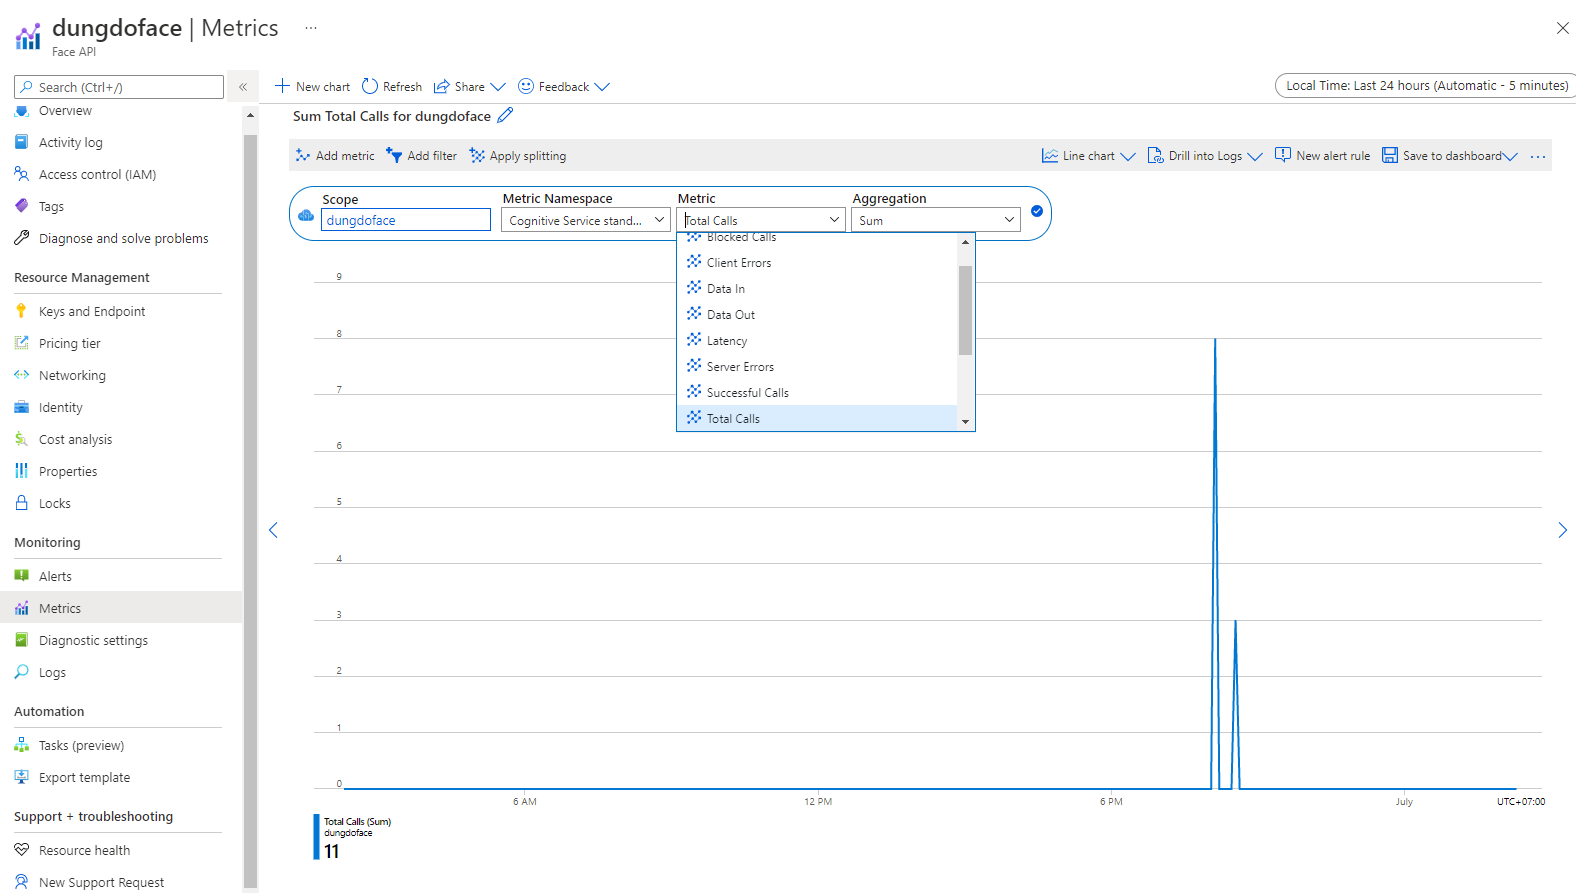 dungdoface | Metrics ...
Face API
Search (Ctrl+/)
«
Overview
Activity log
Access control (IAM)
Tags
Diagnose and solve problems
Resource Management
Keys and Endpoint
Pricing tier
Networking
Identity
Cost analysis
Properties
Locks
Monitoring
Alerts
Metrics
Diagnostic settings
Logs
Automation
Tasks (preview)
Export template
Support + troubleshooting
Resource health
New Support Request
New chart Refresh Share Feedback
Local Time: Last 24 hours (Automatic - 5 minutes)
Sum Total Calls for dungdoface
Add metric Add filter Apply splitting
Line chart Drill into Logs New alert rule Save to dashboard ...
Scope Metric Namespace Metric Aggregation
dungdoface Cognitive Service stand... Total Calls Sum
Blocked Calls
Client Errors
Data In
Data Out
Latency
Server Errors
Successful Calls
Total Calls
9
8
7
6
5
4
3
2
1
0
6 AM 12 PM 6 PM July UTC+07:00
Total Calls (Sum)
dungdoface
11